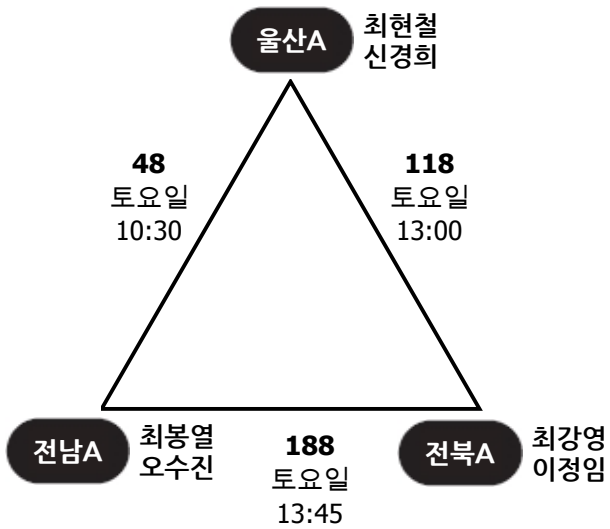 울산A
최현철
신경희
48
토요일
10:30
118
토요일
13:00
전남A
최봉열
오수진
188
토요일
13:45
전북A
최강영
이정임